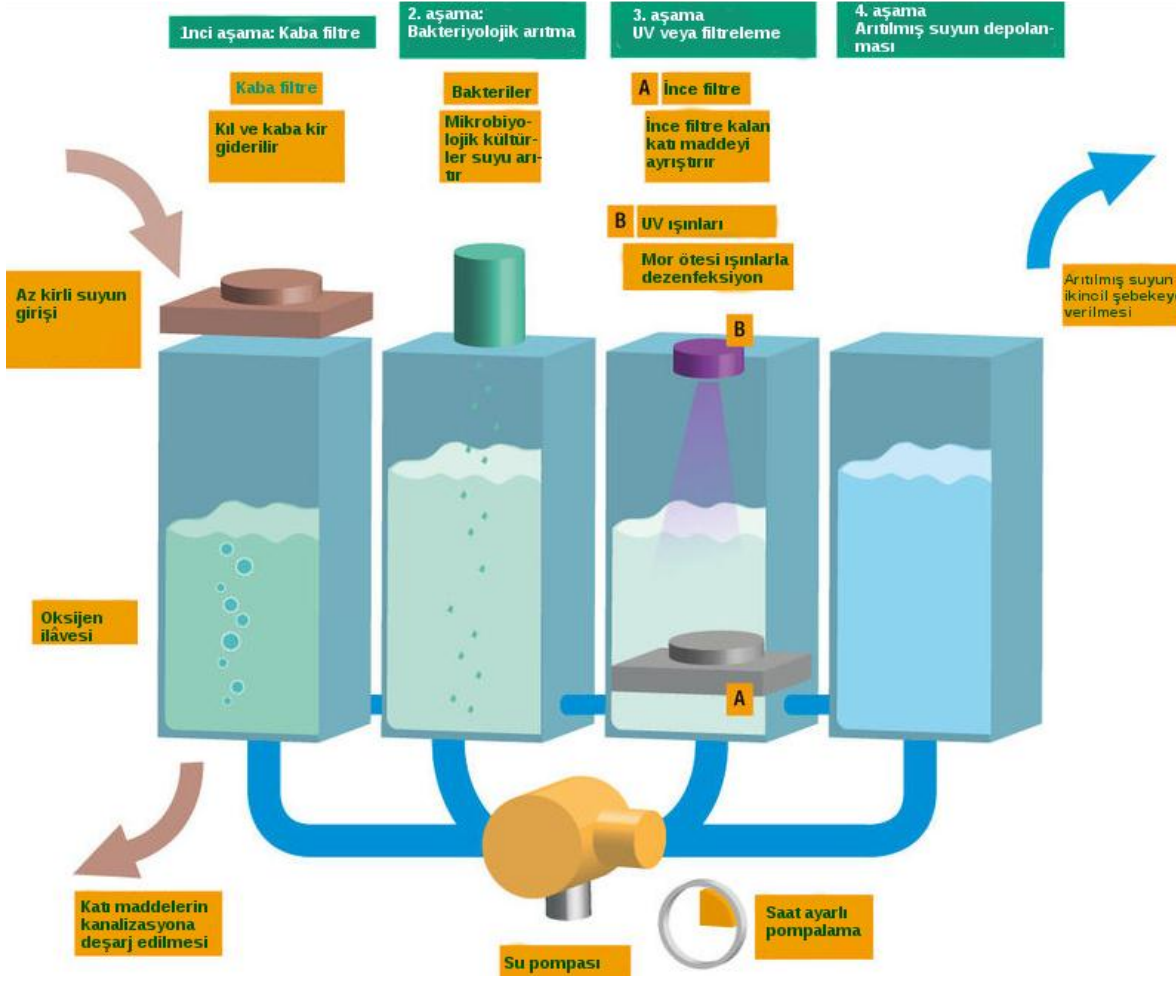 1nci aşama: Kaba filtre
2. aşama:
Bakteriyolojik arıtma
3. aşama
UV veya filtreleme
4. aşama
Arıtılmış suyun depolan-
ması
Kaba filtre
Kıl ve kaba kir
giderilir
Bakteriler
Mikrobiyo-
lojik kültür-
ler suyu arı-
tır
A İnce filtre
İnce filtre kalan
katı maddeyi
ayrıştırır
B UV ışınları
Mor ötesi ışınlarla
dezenfeksiyon
Az kirli suyun
girişi
Arıtılmış suyun
ikincil şebekey
verilmesi
B
Oksijen
ilâvesi
A
Katı maddelerin
kanalizasyona
deşarj edilmesi
Su pompası
Saat ayarlı
pompalama